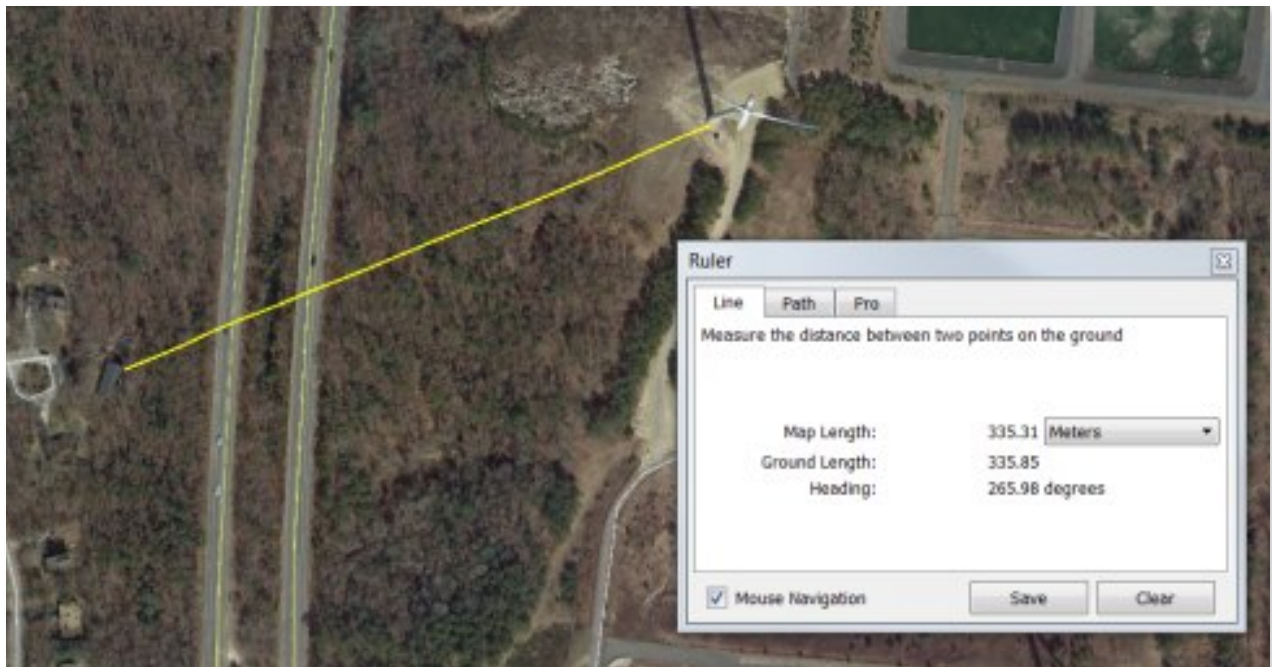 Ruler
Line Path Pro
Measure the distance between two points on the ground
Map Length: 335.31 Meters
Ground Length: 335.85
Heading: 265.98 degrees
Mouse Navigation Save Clear